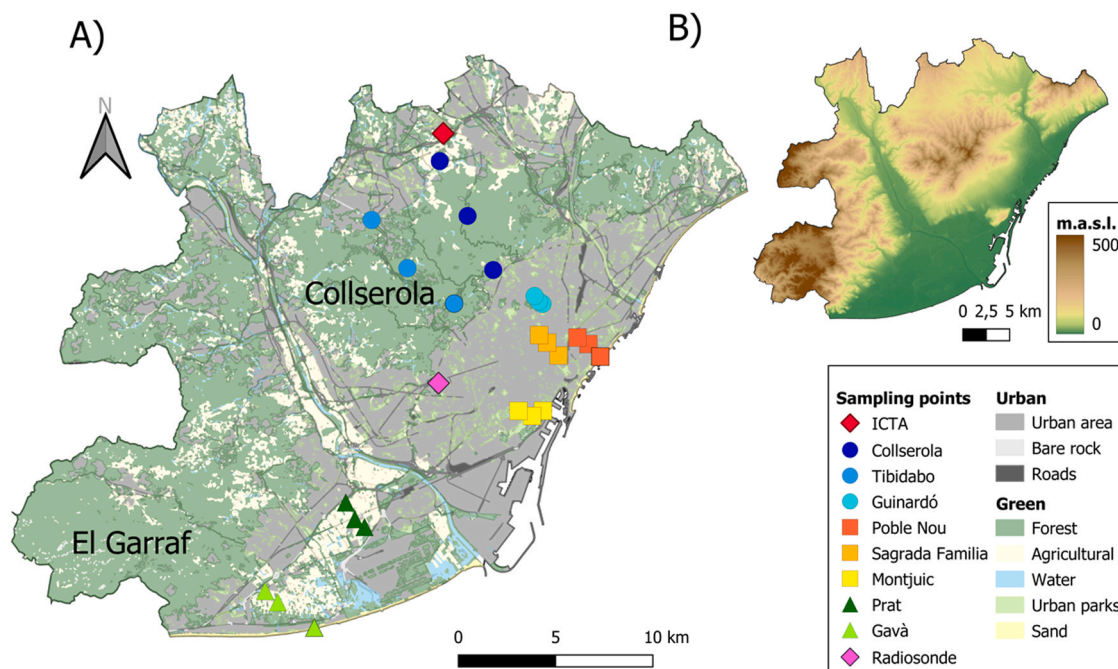 A)
B)
N
Collserola
El Garraf
0 5 10 km
m.a.s.l.
500
0
0 2,5 5 km
Sampling points
ICTA
Collserola
Tibidabo
Guinardó
Poble Nou
Sagrada Familia
Montjuic
Prat
Gavà
Radiosonde
Urban
Urban area
Bare rock
Roads
Green
Forest
Agricultural
Water
Urban parks
Sand